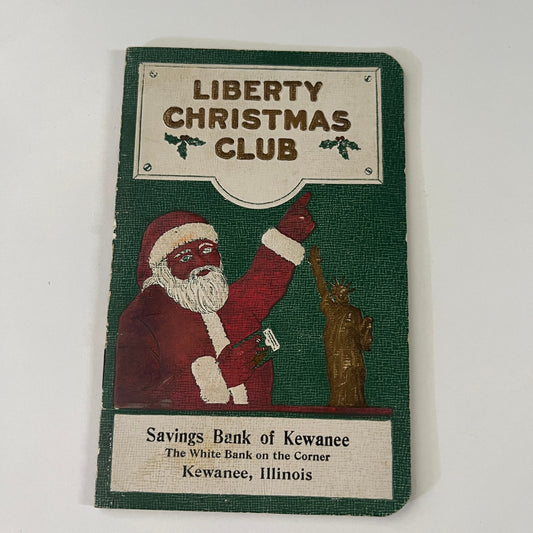 LIBERTY
CHRISTMAS
CLUB
Savings Bank of Kewanee
The White Bank on the Corner
Kewanee, Illinois